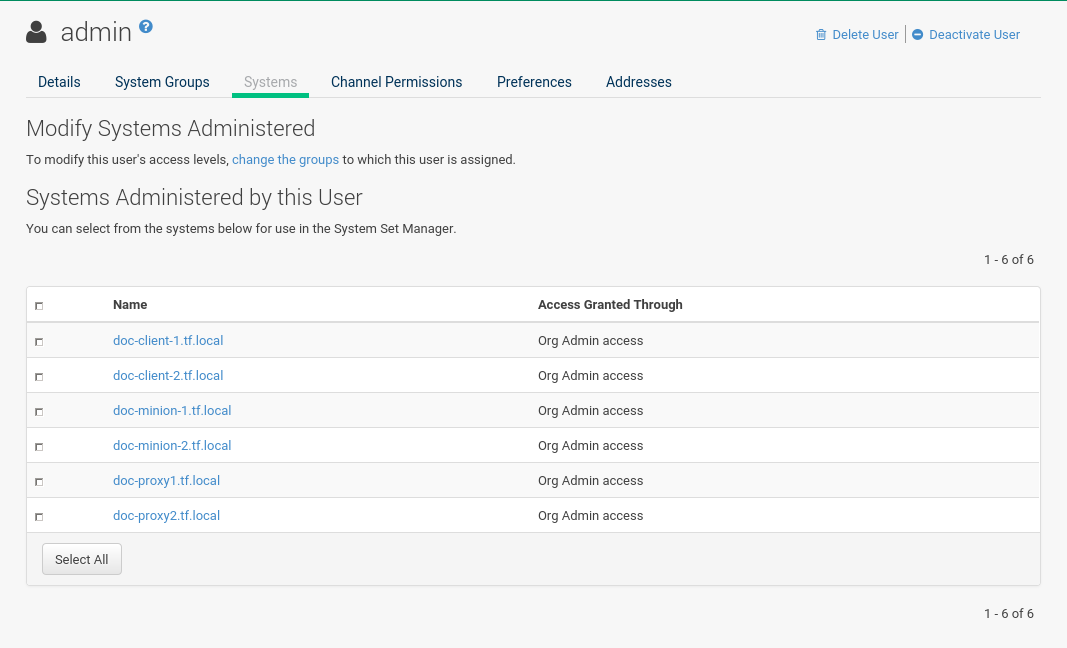 admin ?
Delete User Deactivate User
Details System Groups Systems Channel Permissions Preferences Addresses
Modify Systems Administered
To modify this user's access levels, change the groups to which this user is assigned.
Systems Administered by this User
You can select from the systems below for use in the System Set Manager.
1 - 6 of 6
Name Access Granted Through
doc-client-1.tf.local Org Admin access
doc-client-2.tf.local Org Admin access
doc-minion-1.tf.local Org Admin access
doc-minion-2.tf.local Org Admin access
doc-proxy1.tf.local Org Admin access
doc-proxy2.tf.local Org Admin access
Select All
1 - 6 of 6